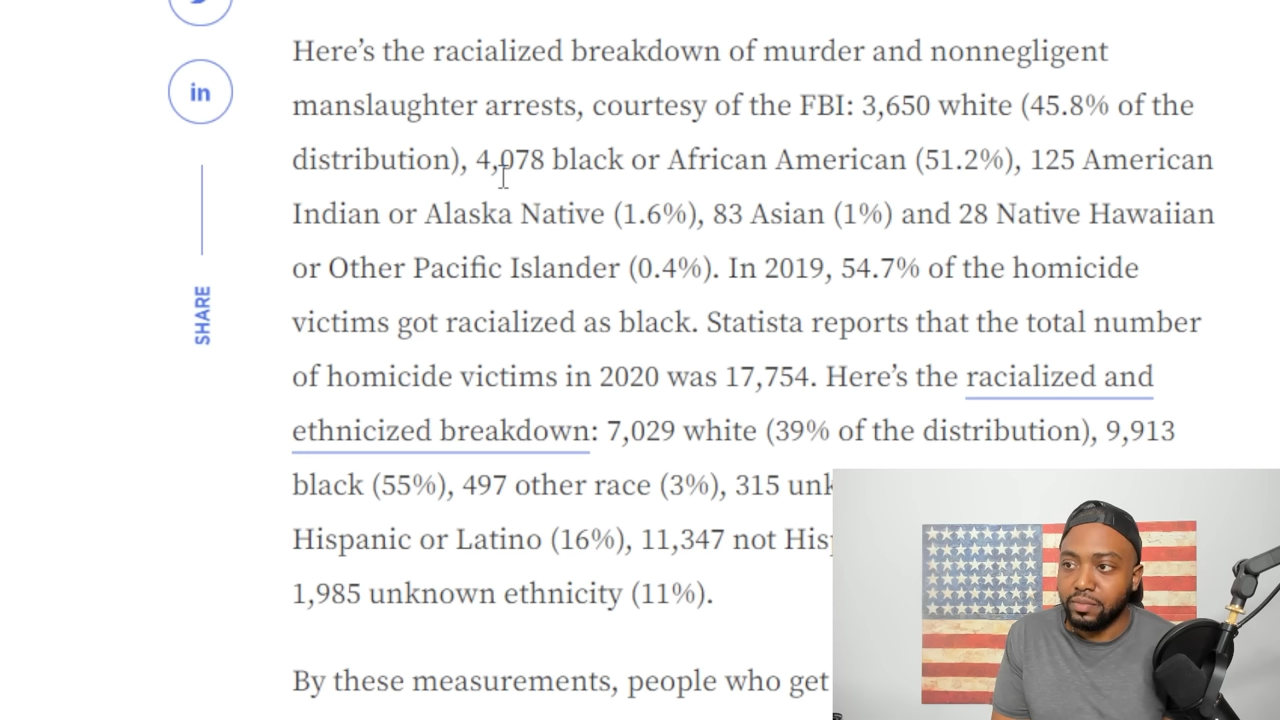 in
SHARE
Here’s the racialized breakdown of murder and nonnegligent
manslaughter arrests, courtesy of the FBI: 3,650 white (45.8% of the
distribution), 4,078 black or African American (51.2%), 125 American
Indian or Alaska Native (1.6%), 83 Asian (1%) and 28 Native Hawaiian
or Other Pacific Islander (0.4%). In 2019, 54.7% of the homicide
victims got racialized as black. Statista reports that the total number
of homicide victims in 2020 was 17,754. Here’s the racialized and
ethnicized breakdown: 7,029 white (39% of the distribution), 9,913
black (55%), 497 other race (3%), 315 unk
Hispanic or Latino (16%), 11,347 not His
1,985 unknown ethnicity (11%).
By these measurements, people who get